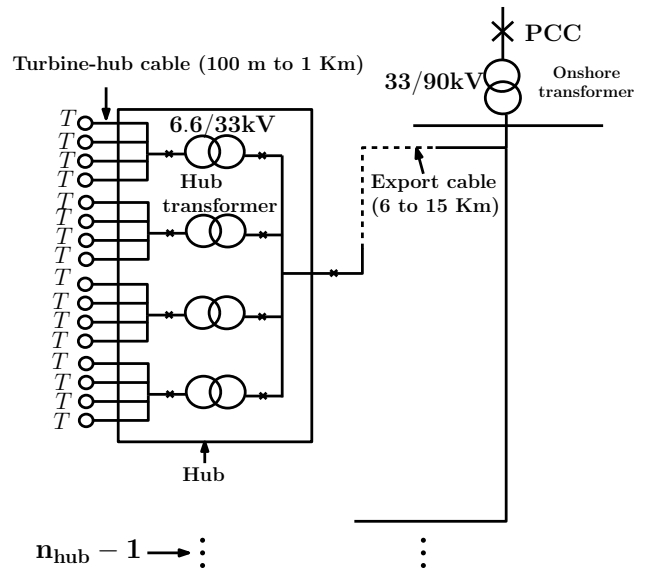 PCC
Turbine-hub cable (100 m to 1 Km)
33/90kV
Onshore
transformer
T
T
T
T
6.6/33kV
Hub
transformer
Export cable
(6 to 15 Km)
T
T
T
T
T
T
T
T
T
T
T
T
Hub
n_hub − 1